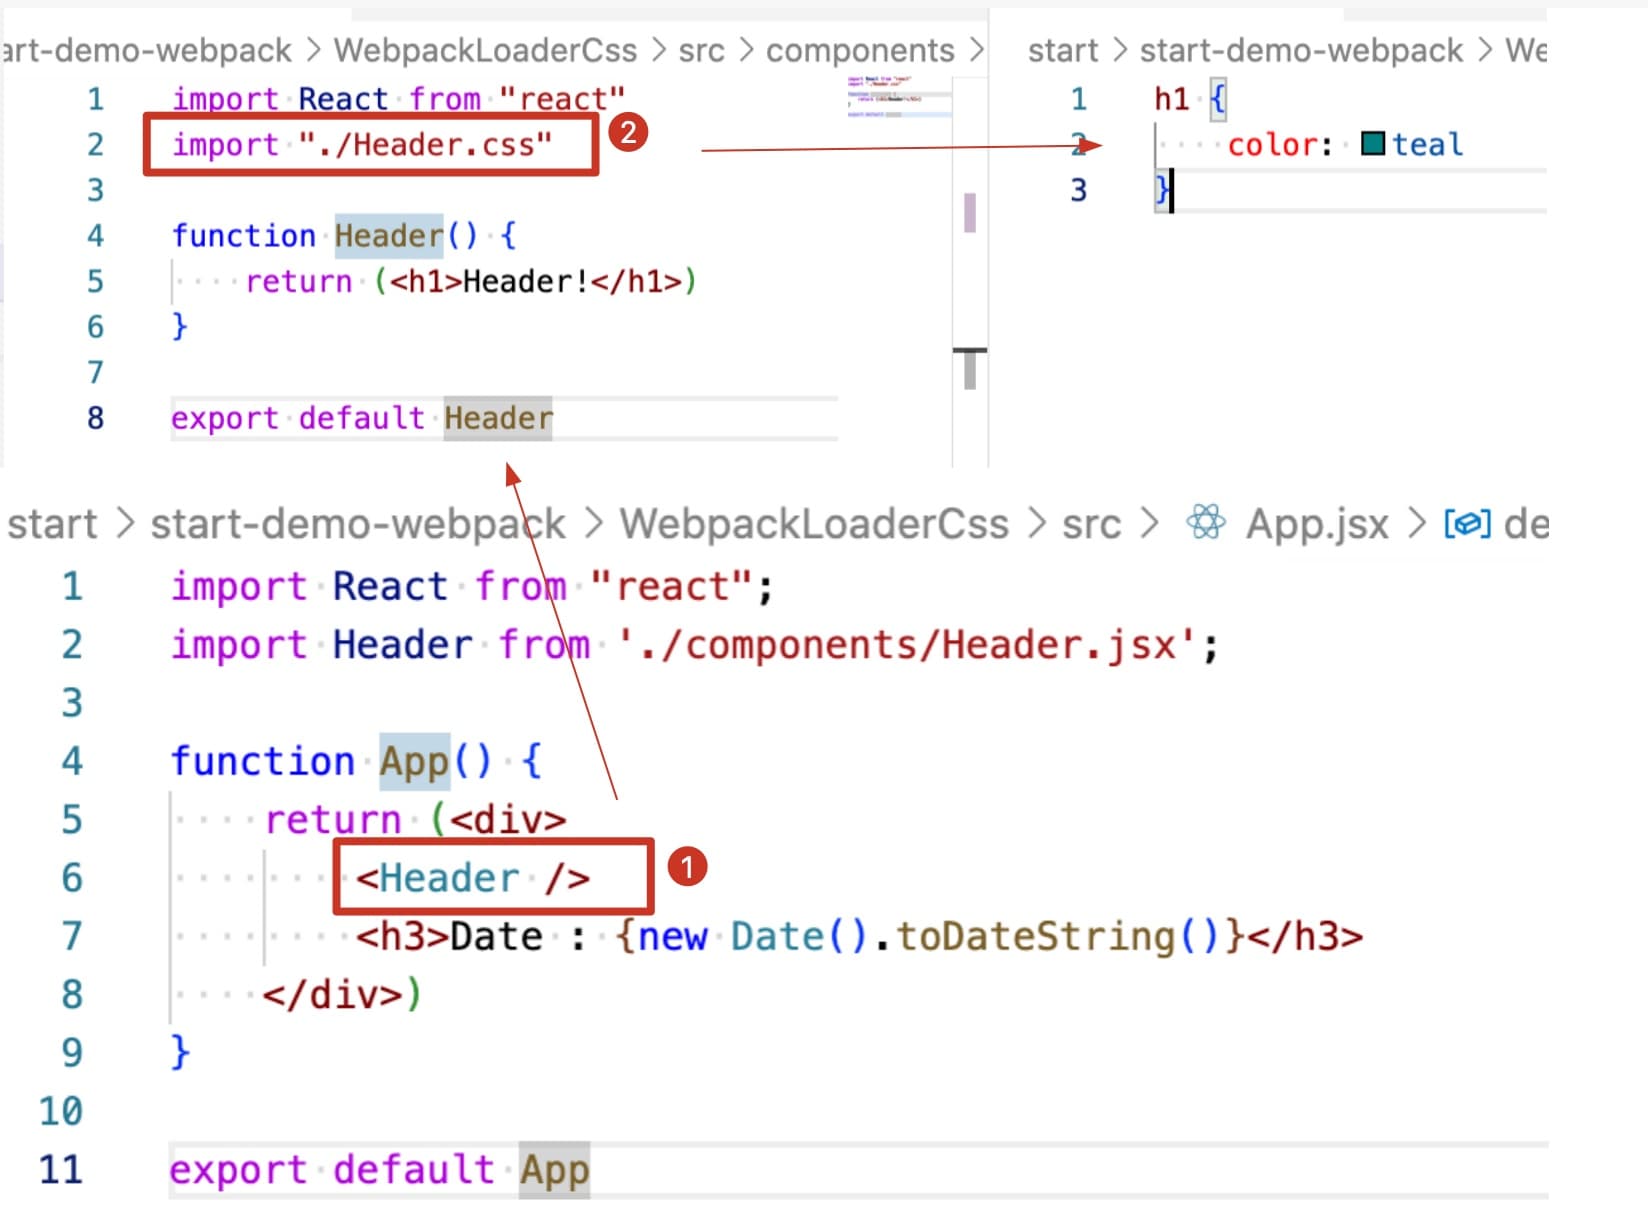 art-demo-webpack > WebpackLoaderCss > src > components >
1 import React from "react"
2 import "./Header.css"
2
3
4 function Header() {
5     return (<h1>Header!</h1>)
6 }
7
8 export default Header
start > start-demo-webpack > We
1 h1 {
2     color: teal
3 }
start > start-demo-webpack > WebpackLoaderCss > src > App.jsx > de
1 import React from "react";
2 import Header from './components/Header.jsx';
3
4 function App() {
5     return (<div>
6         <Header />
1
7         <h3>Date : {new Date().toDateString()}</h3>
8     </div>)
9 }
10
11 export default App